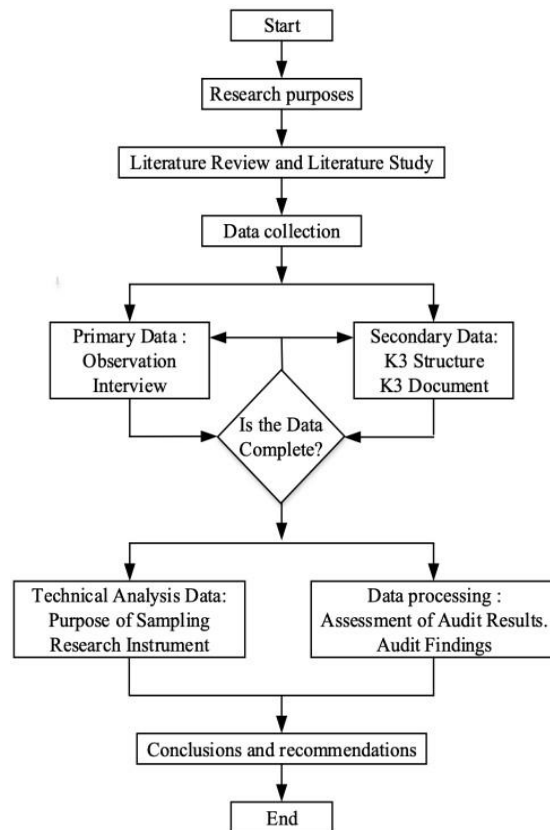 Start
Research purposes
Literature Review and Literature Study
Data collection
Primary Data :
Observation
Interview
Secondary Data:
K3 Structure
K3 Document
Is the Data
Complete?
Technical Analysis Data:
Purpose of Sampling
Research Instrument
Data processing :
Assessment of Audit Results.
Audit Findings
Conclusions and recommendations
End